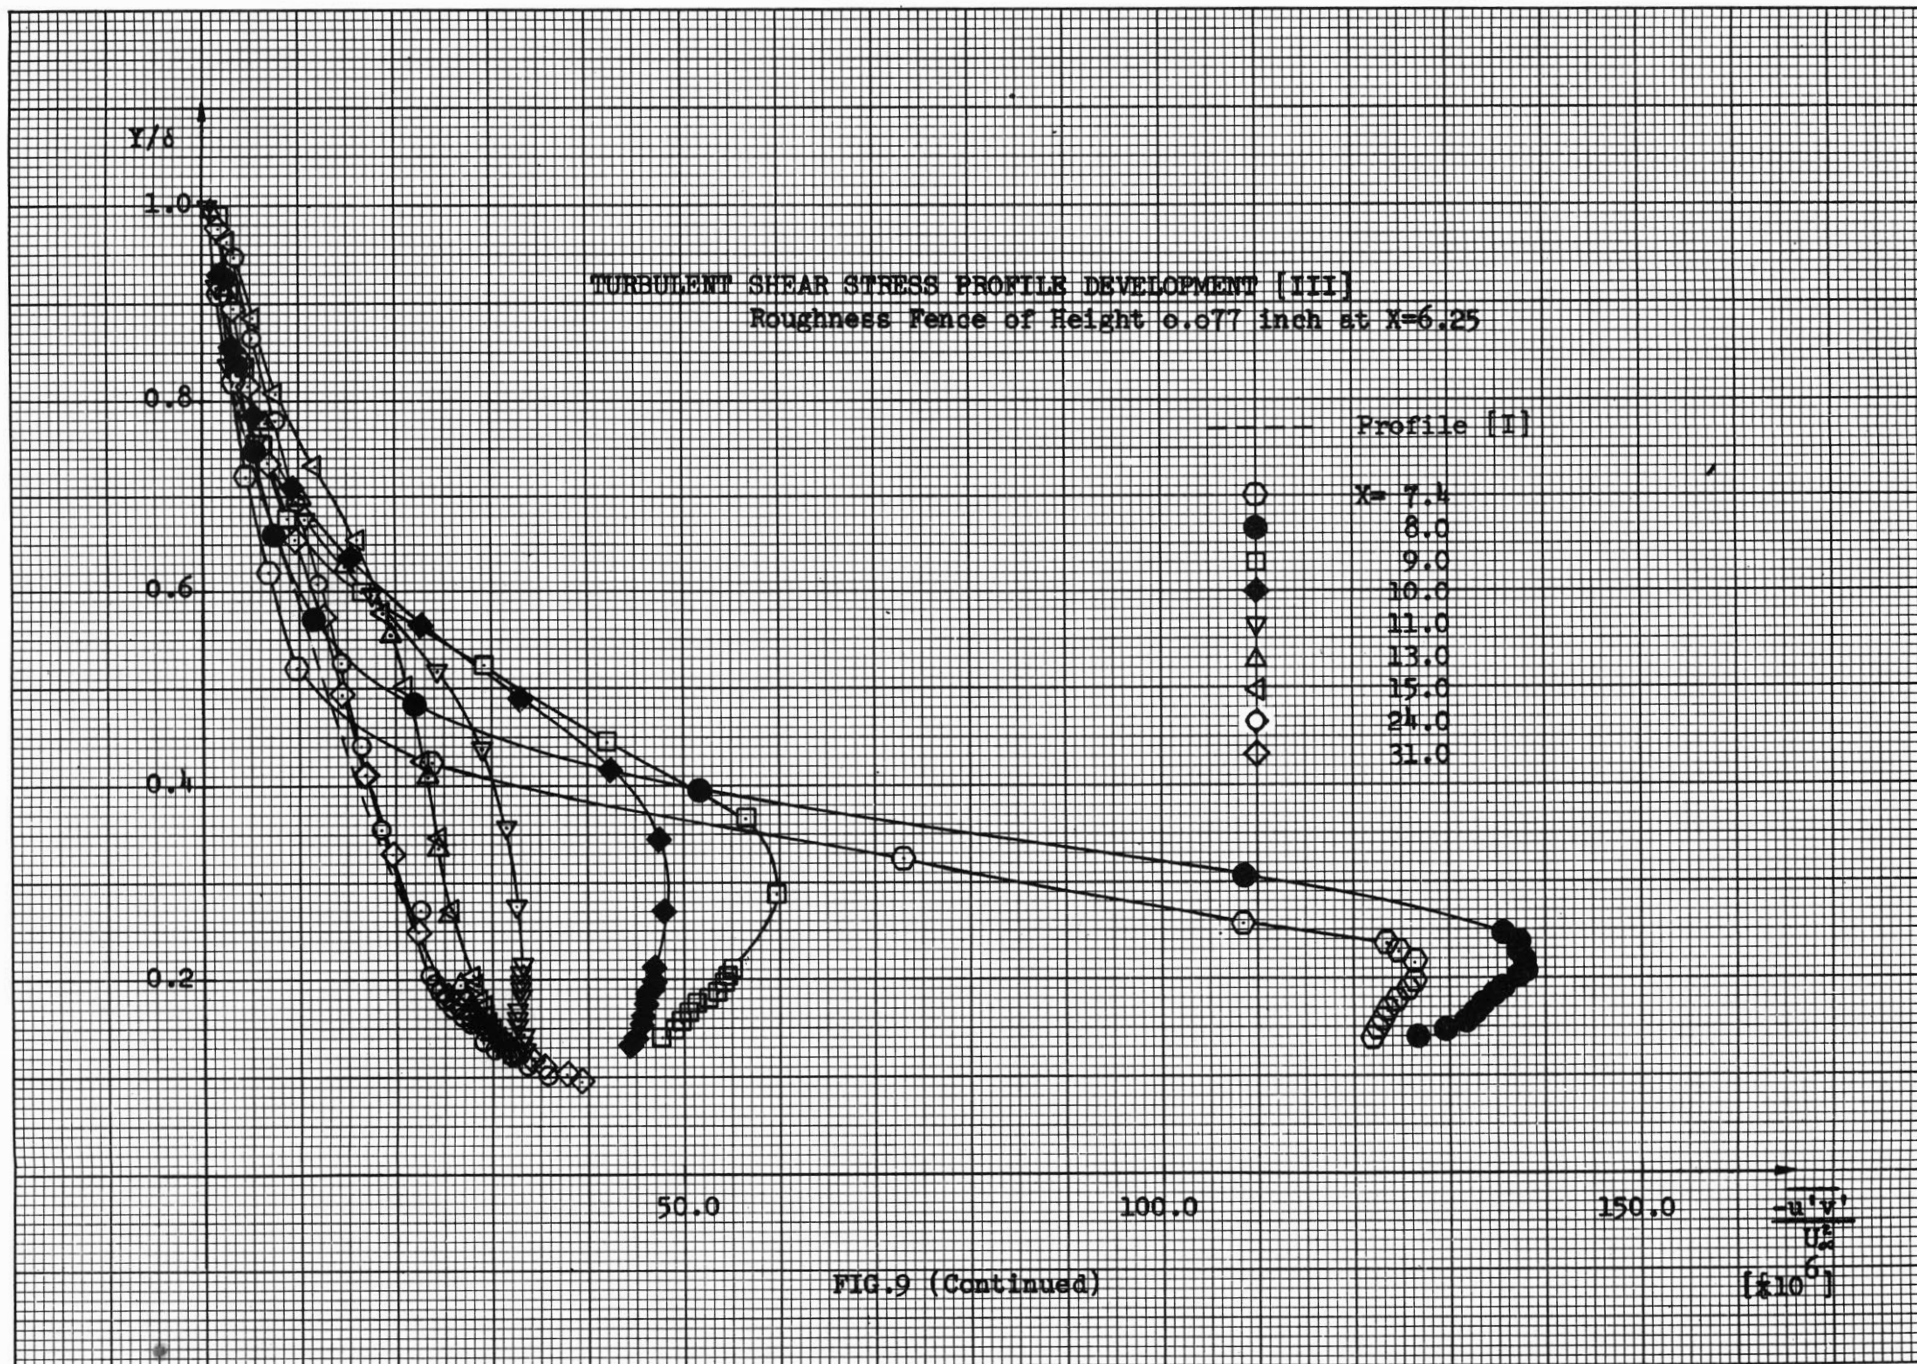 Y/δ
1.0
TURBULENT SHEAR STRESS PROFILE DEVELOPMENT [III]
Roughness Fence of Height o.o77 inch at X=6.25
0.8
Profile [I]
X= 7.4
8.0
9.0
0.6
10.0
11.0
13.0
15.0
24.0
31.0
0.4
0.2
50.0
100.0
150.0
-u'v'
U∞²
FIG.9 (Continued)
[x10⁶]